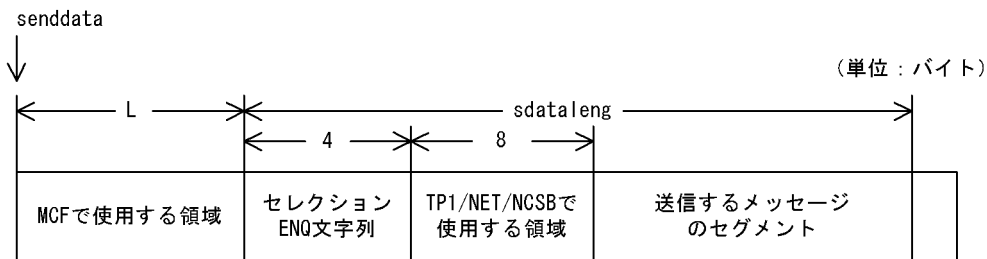 senddata
(単位：バイト)
L
sdataleng
4
8
MCFで使用する領域
セレクション
ENQ文字列
TP1/NET/NCSBで
使用する領域
送信するメッセージ
のセグメント